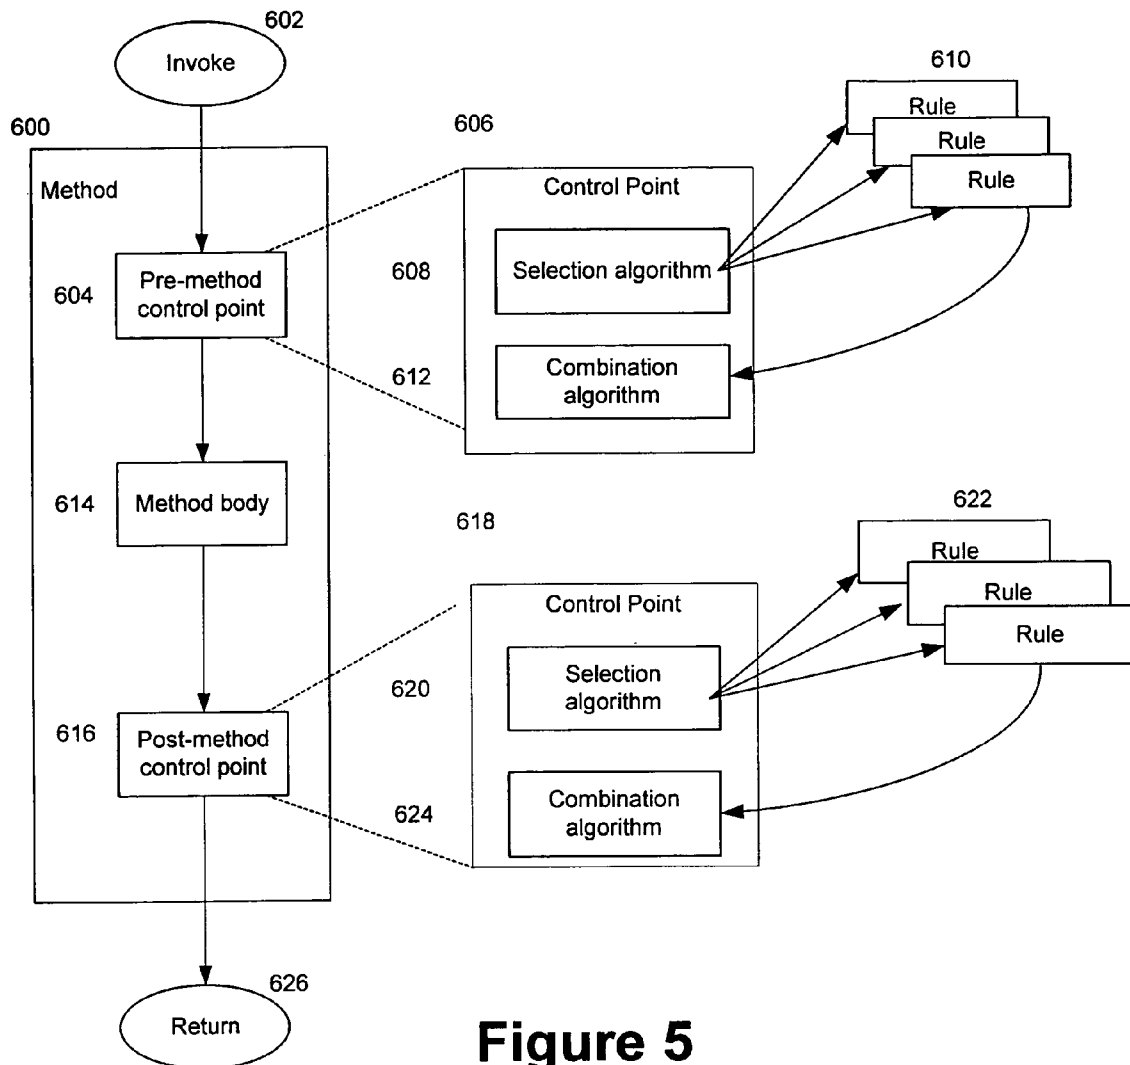 602
Invoke
610
Rule
Rule
Rule
600
606
Method
Control Point
608
Selection algorithm
604
Pre-method
control point
612
Combination
algorithm
614
Method body
618
622
Rule
Rule
Rule
Control Point
620
Selection
algorithm
616
Post-method
control point
624
Combination
algorithm
626
Return
Figure 5